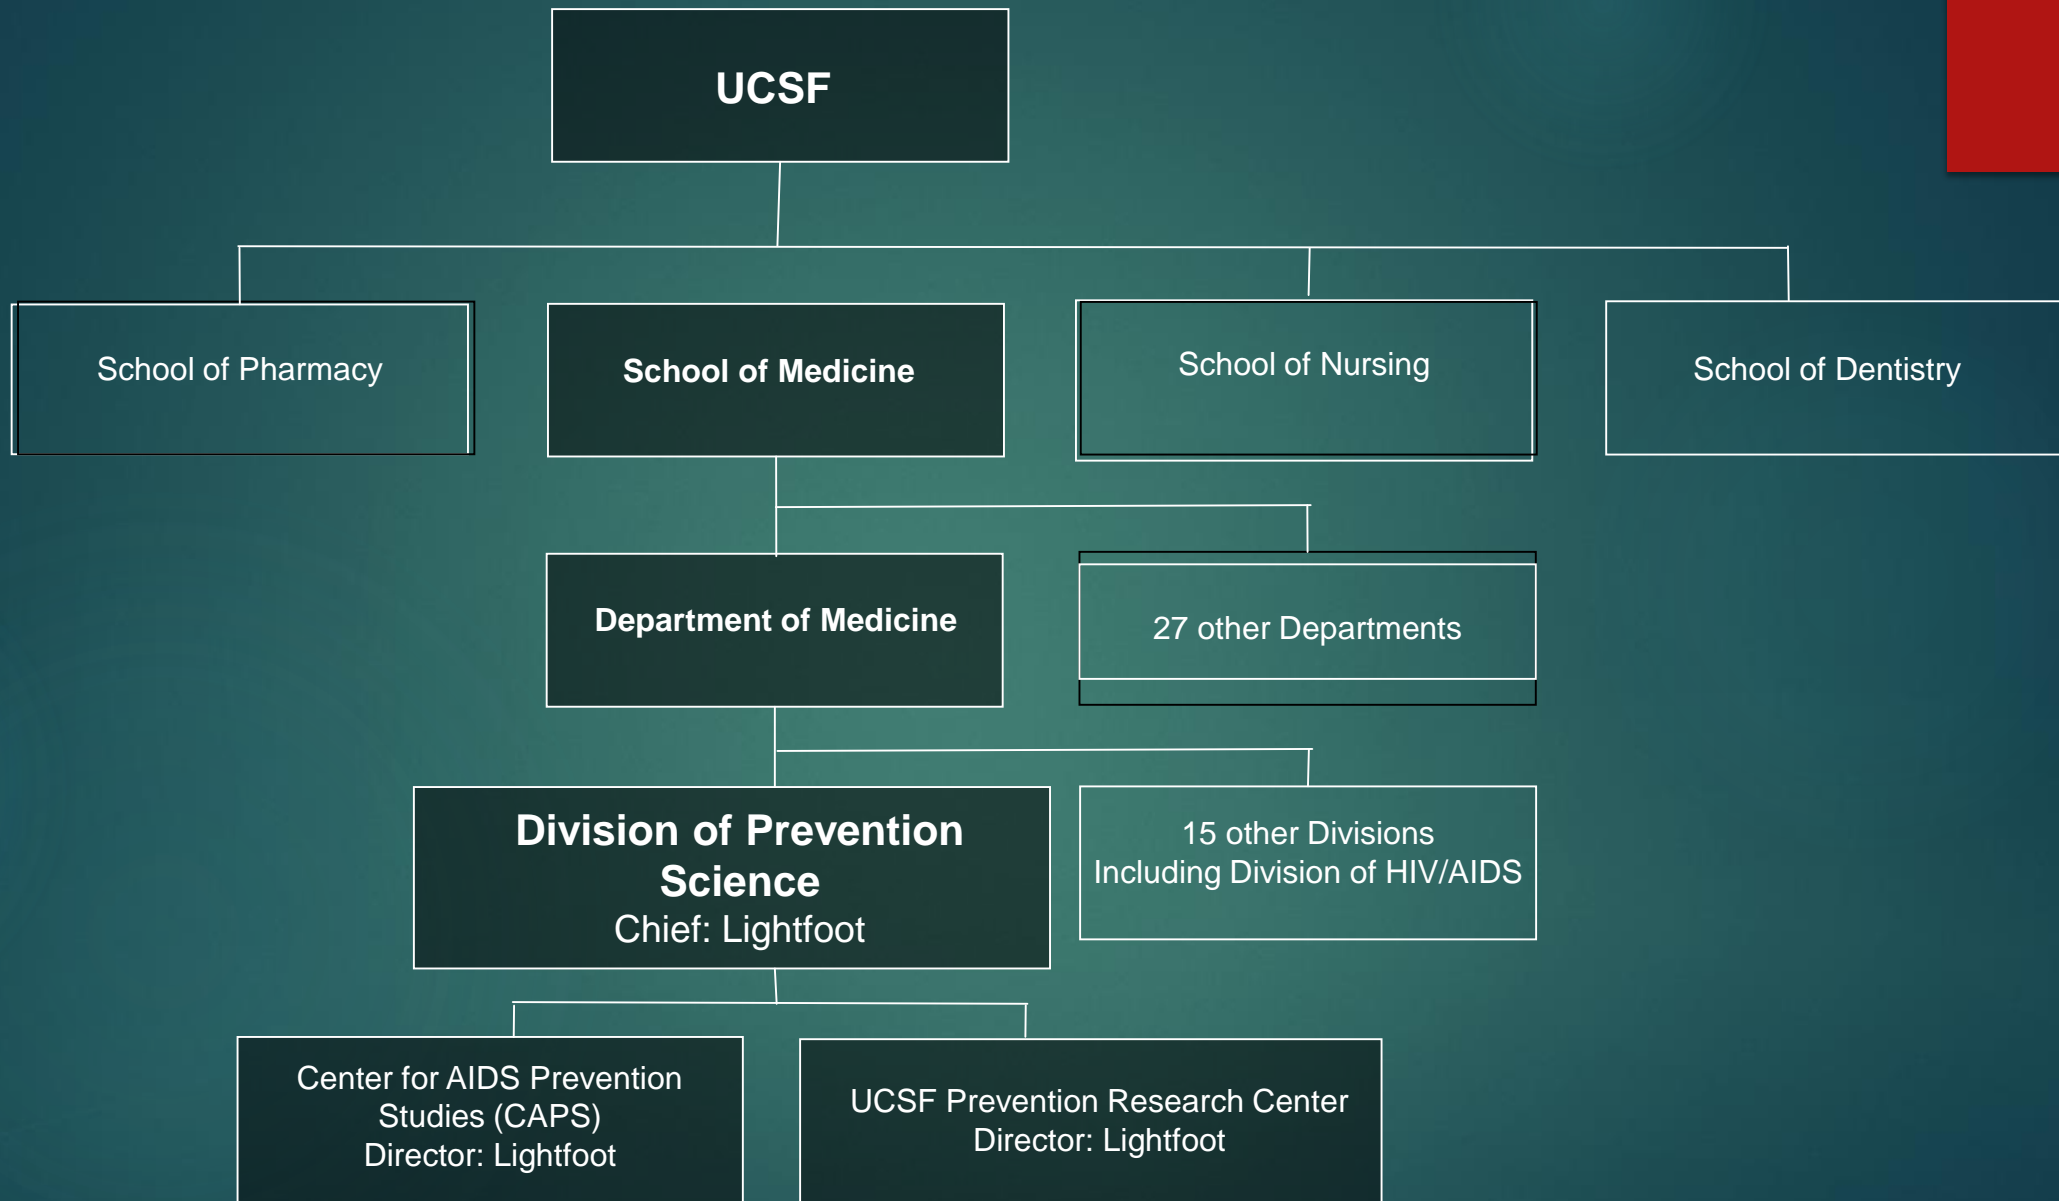 UCSF
School of Pharmacy
School of Medicine
School of Nursing
School of Dentistry
Department of Medicine
27 other Departments
Division of Prevention
Science
Chief: Lightfoot
15 other Divisions
Including Division of HIV/AIDS
Center for AIDS Prevention
Studies (CAPS)
Director: Lightfoot
UCSF Prevention Research Center
Director: Lightfoot